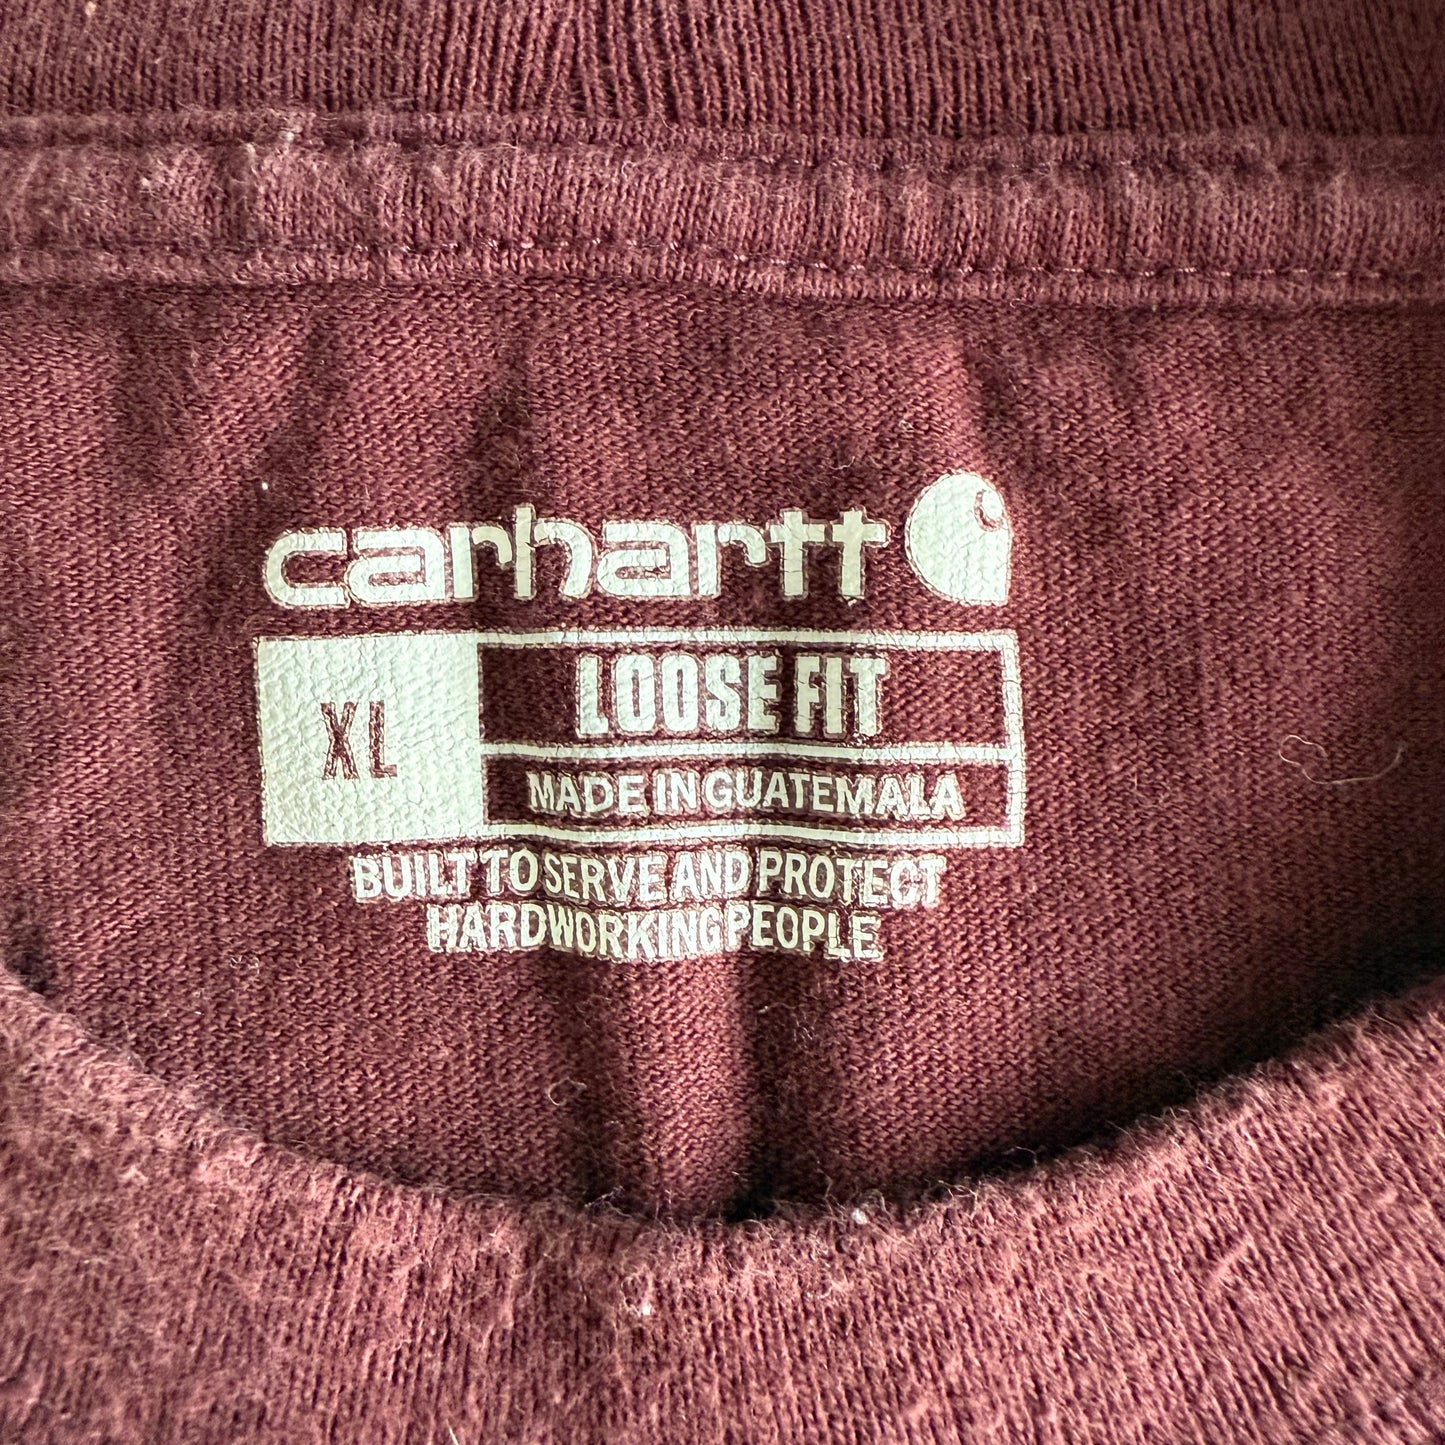 carhartt
XL
LOOSE FIT
MADE IN GUATEMALA
BUILT TO SERVE AND PROTECT
HARDWORKING PEOPLE